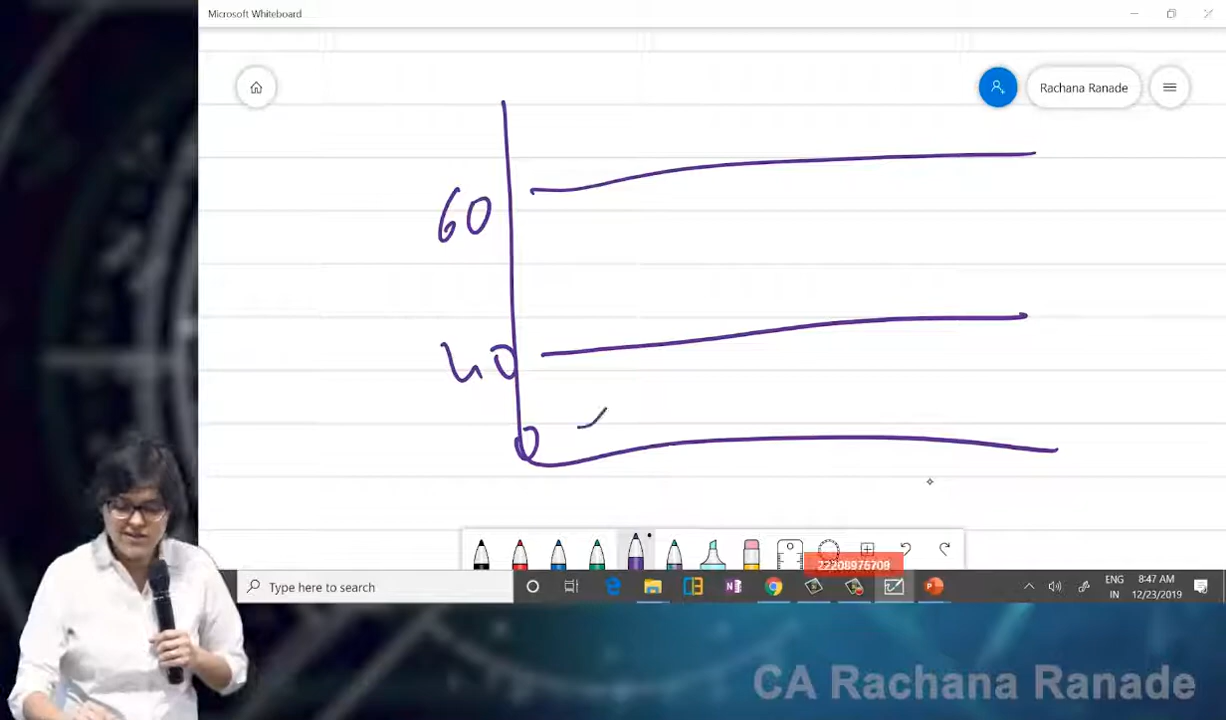 Microsoft Whiteboard
Rachana Ranade
60
40
0
22208975709
Type here to search
ENG
IN
8:47 AM
12/23/2019
CA Rachana Ranade